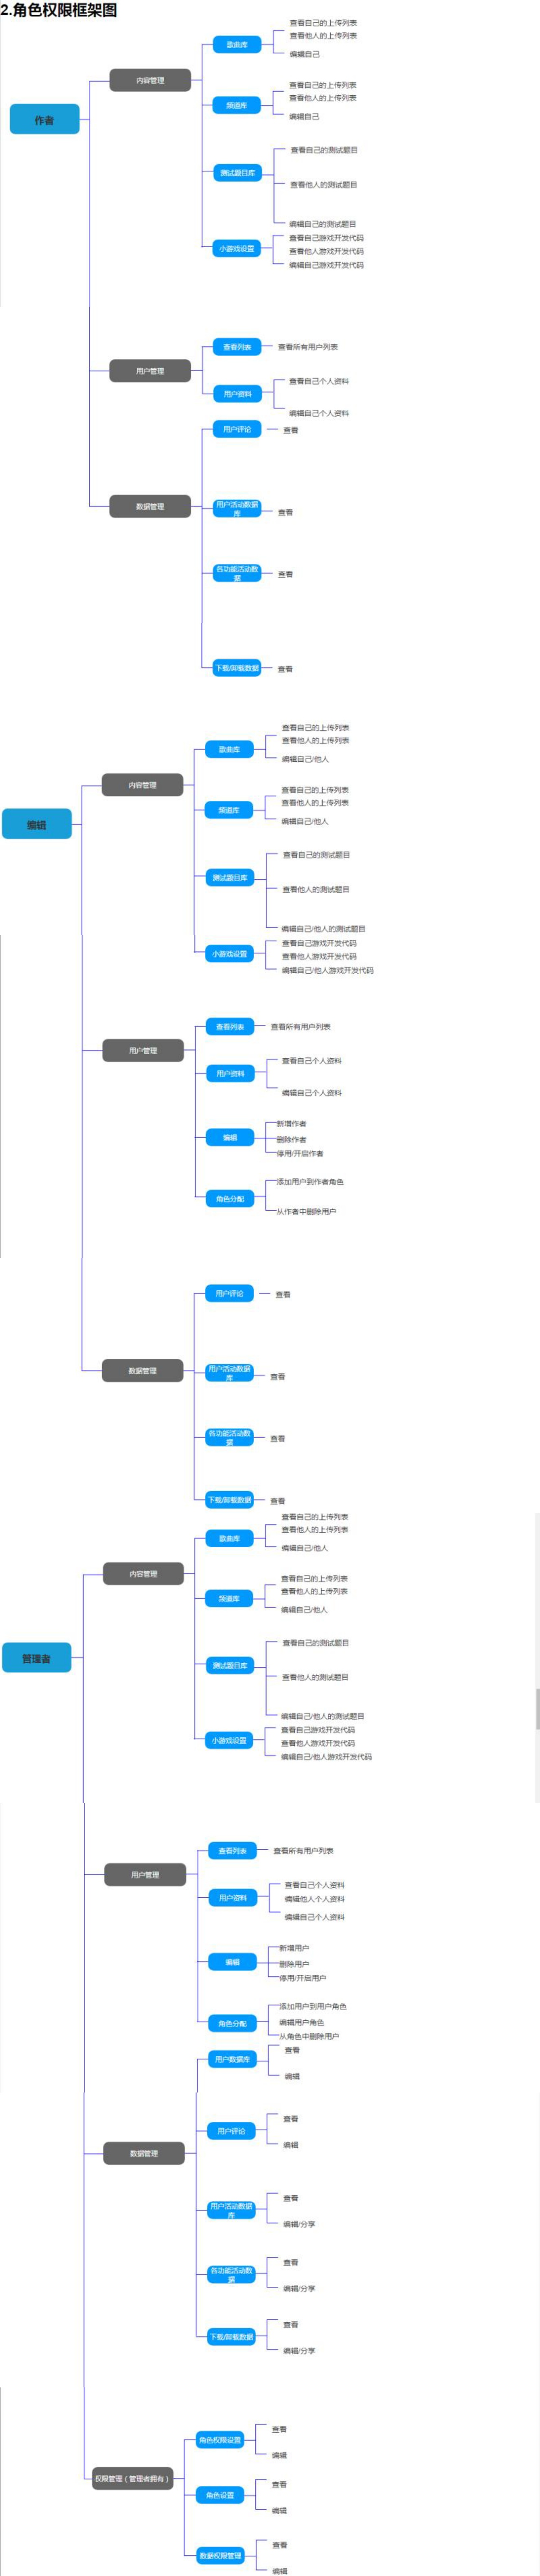 2.角色权限框架图
查看自己的上传列表
歌曲库
查看他人的上传列表
编辑自己
内容管理
查看自己的上传列表
频道库
查看他人的上传列表
编辑自己
作者
查看自己的测试题目
测试题目库
查看他人的测试题目
编辑自己的测试题目
查看自己游戏开发代码
小游戏设置
查看他人游戏开发代码
编辑自己游戏开发代码
查看列表
查看所有用户列表
用户管理
查看自己个人资料
用户资料
编辑自己个人资料
用户评论
查看
数据管理
用户活动数据
库
查看
各功能活动数
据
查看
下载/卸载数据
查看
查看自己的上传列表
歌曲库
查看他人的上传列表
编辑自己/他人
内容管理
查看自己的上传列表
频道库
查看他人的上传列表
编辑自己/他人
编辑
查看自己的测试题目
测试题目库
查看他人的测试题目
编辑自己/他人的测试题目
查看自己游戏开发代码
小游戏设置
查看他人游戏开发代码
编辑自己/他人游戏开发代码
查看列表
查看所有用户列表
用户管理
查看自己个人资料
用户资料
编辑自己个人资料
新增作者
编辑
删除作者
停用/开启作者
添加用户到作者角色
角色分配
从作者中删除用户
用户评论
查看
数据管理
用户活动数据
库
查看
各功能活动数
据
查看
下载/卸载数据
查看
查看自己的上传列表
歌曲库
查看他人的上传列表
编辑自己/他人
内容管理
查看自己的上传列表
频道库
查看他人的上传列表
编辑自己/他人
管理者
查看自己的测试题目
测试题目库
查看他人的测试题目
编辑自己/他人的测试题目
查看自己游戏开发代码
小游戏设置
查看他人游戏开发代码
编辑自己/他人游戏开发代码
查看列表
查看所有用户列表
用户管理
查看自己个人资料
用户资料
编辑他人个人资料
编辑自己个人资料
新增用户
编辑
删除用户
停用/开启用户
添加用户到用户角色
角色分配
编辑用户角色
从角色中删除用户
用户数据库
查看
编辑
查看
用户评论
编辑
数据管理
查看
用户活动数据
库
编辑/分享
查看
各功能活动数
据
编辑/分享
查看
下载/卸载数据
编辑/分享
查看
角色权限设置
编辑
权限管理（管理者拥有）
查看
角色设置
编辑
查看
数据权限管理
编辑